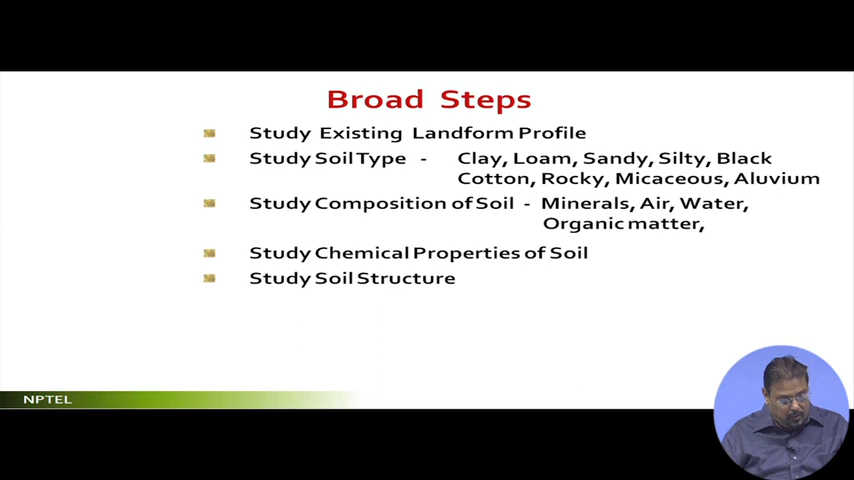 Broad Steps
Study Existing Landform Profile
Study Soil Type - Clay, Loam, Sandy, Silty, Black
Cotton, Rocky, Micaceous, Aluvium
Study Composition of Soil - Minerals, Air, Water,
Organic matter,
Study Chemical Properties of Soil
Study Soil Structure
NPTEL